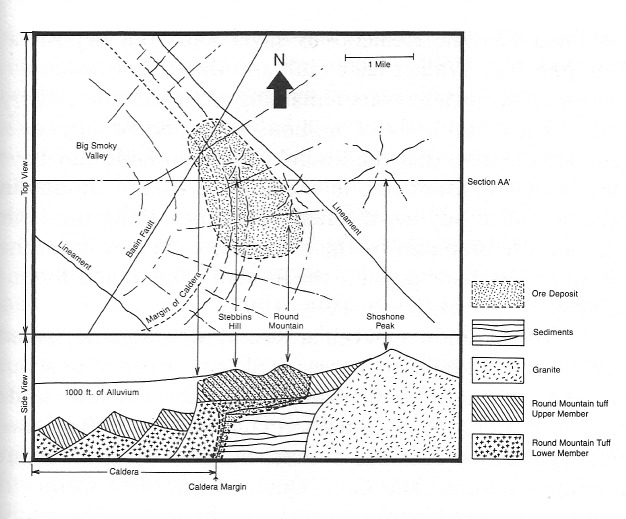 N
1 Mile
Big Smoky
Valley
Top View
Section AA'
Basin Fault
Lineament
Lineament
Margin of Caldera
Stebbins
Hill
Round
Mountain
Shoshone
Peak
Side View
1000 ft. of Alluvium
Caldera
Caldera Margin
Ore Deposit
Sediments
Granite
Round Mountain tuff
Upper Member
Round Mountain Tuff
Lower Member